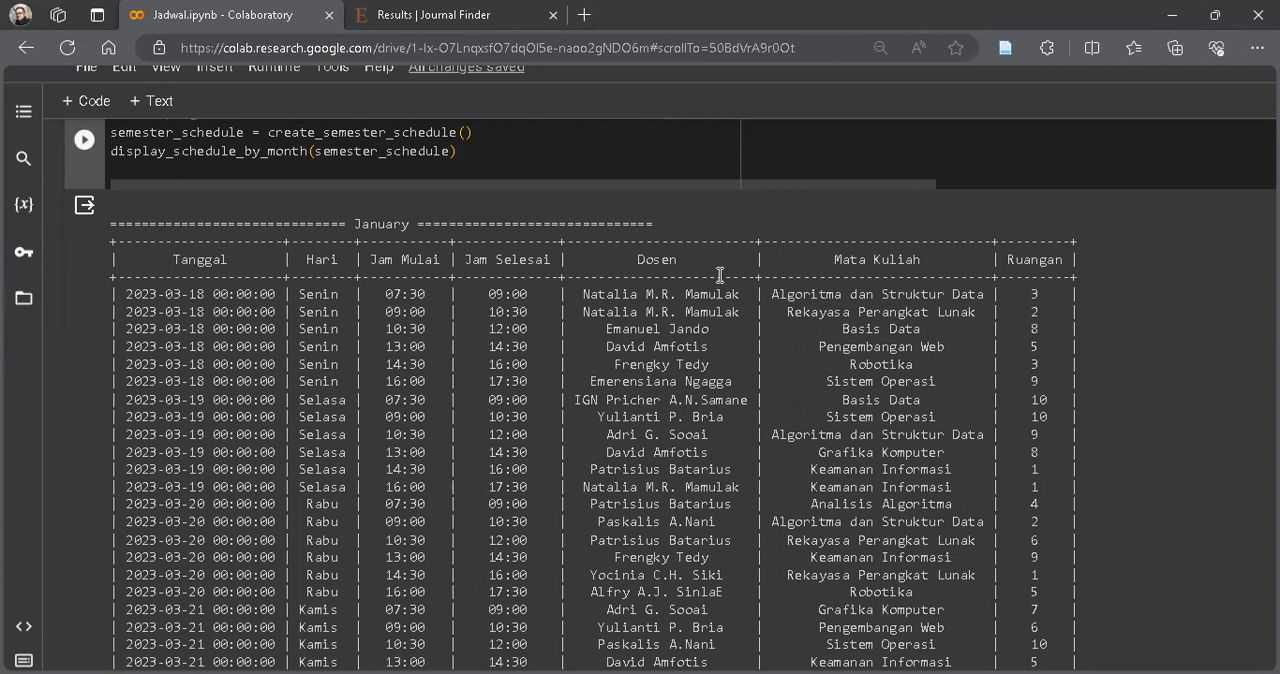 Jadwal.ipynb - Colaboratory
Results | Journal Finder
https://colab.research.google.com/drive/1-Ix-O7LnqxsfO7dqOl5e-naoo2gNDO6m#scrollTo=50BdVrA9r0Ot
File Edit View Insert Runtime Tools Help All changes saved
+ Code + Text
semester_schedule = create_semester_schedule()
display_schedule_by_month(semester_schedule)
============================== January ==============================
| Tanggal | Hari | Jam Mulai | Jam Selesai | Dosen | Mata Kuliah | Ruangan |
| 2023-03-18 00:00:00 | Senin | 07:30 | 09:00 | Natalia M.R. Mamulak | Algoritma dan Struktur Data | 3 |
| 2023-03-18 00:00:00 | Senin | 09:00 | 10:30 | Natalia M.R. Mamulak | Rekayasa Perangkat Lunak | 2 |
| 2023-03-18 00:00:00 | Senin | 10:30 | 12:00 | Emanuel Jando | Basis Data | 8 |
| 2023-03-18 00:00:00 | Senin | 13:00 | 14:30 | David Amfotis | Pengembangan Web | 5 |
| 2023-03-18 00:00:00 | Senin | 14:30 | 16:00 | Frengky Tedy | Robotika | 3 |
| 2023-03-18 00:00:00 | Senin | 16:00 | 17:30 | Emerensiana Ngagga | Sistem Operasi | 9 |
| 2023-03-19 00:00:00 | Selasa | 07:30 | 09:00 | IGN Pricher A.N.Samane | Basis Data | 10 |
| 2023-03-19 00:00:00 | Selasa | 09:00 | 10:30 | Yulianti P. Bria | Sistem Operasi | 10 |
| 2023-03-19 00:00:00 | Selasa | 10:30 | 12:00 | Adri G. Sooai | Algoritma dan Struktur Data | 9 |
| 2023-03-19 00:00:00 | Selasa | 13:00 | 14:30 | David Amfotis | Grafika Komputer | 8 |
| 2023-03-19 00:00:00 | Selasa | 14:30 | 16:00 | Patrisius Batarius | Keamanan Informasi | 1 |
| 2023-03-19 00:00:00 | Selasa | 16:00 | 17:30 | Natalia M.R. Mamulak | Keamanan Informasi | 1 |
| 2023-03-20 00:00:00 | Rabu | 07:30 | 09:00 | Patrisius Batarius | Analisis Algoritma | 4 |
| 2023-03-20 00:00:00 | Rabu | 09:00 | 10:30 | Paskalis A.Nani | Algoritma dan Struktur Data | 2 |
| 2023-03-20 00:00:00 | Rabu | 10:30 | 12:00 | Patrisius Batarius | Rekayasa Perangkat Lunak | 6 |
| 2023-03-20 00:00:00 | Rabu | 13:00 | 14:30 | Frengky Tedy | Keamanan Informasi | 9 |
| 2023-03-20 00:00:00 | Rabu | 14:30 | 16:00 | Yocinia C.H. Siki | Rekayasa Perangkat Lunak | 1 |
| 2023-03-20 00:00:00 | Rabu | 16:00 | 17:30 | Alfry A.J. SinlaE | Robotika | 5 |
| 2023-03-21 00:00:00 | Kamis | 07:30 | 09:00 | Adri G. Sooai | Grafika Komputer | 7 |
| 2023-03-21 00:00:00 | Kamis | 09:00 | 10:30 | Yulianti P. Bria | Pengembangan Web | 6 |
| 2023-03-21 00:00:00 | Kamis | 10:30 | 12:00 | Paskalis A.Nani | Sistem Operasi | 10 |
| 2023-03-21 00:00:00 | Kamis | 13:00 | 14:30 | David Amfotis | Keamanan Informasi | 5 |